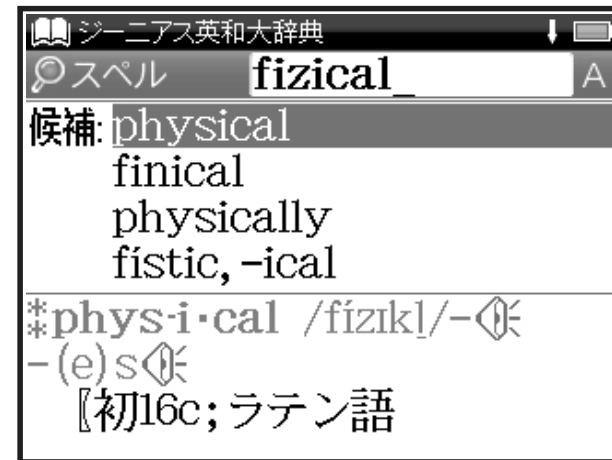 ジーニアス英和大辞典
スペル fizical_ A
候補: physical
finical
physically
fístic, -ical
⁑phys·i·cal /fízɪkl̩/-
-(e)s
〖初16c; ラテン語